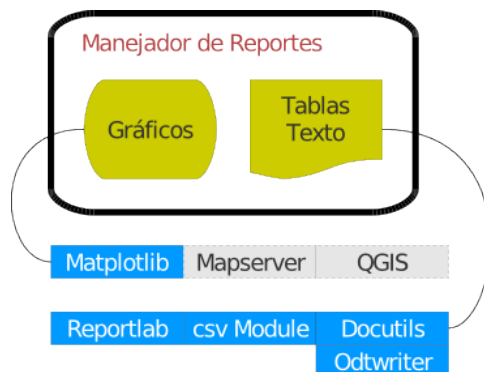 Manejador de Reportes
Gráficos
Tablas
Texto
Matplotlib
Mapserver
QGIS
Reportlab
csv Module
Docutils
Odtwriter